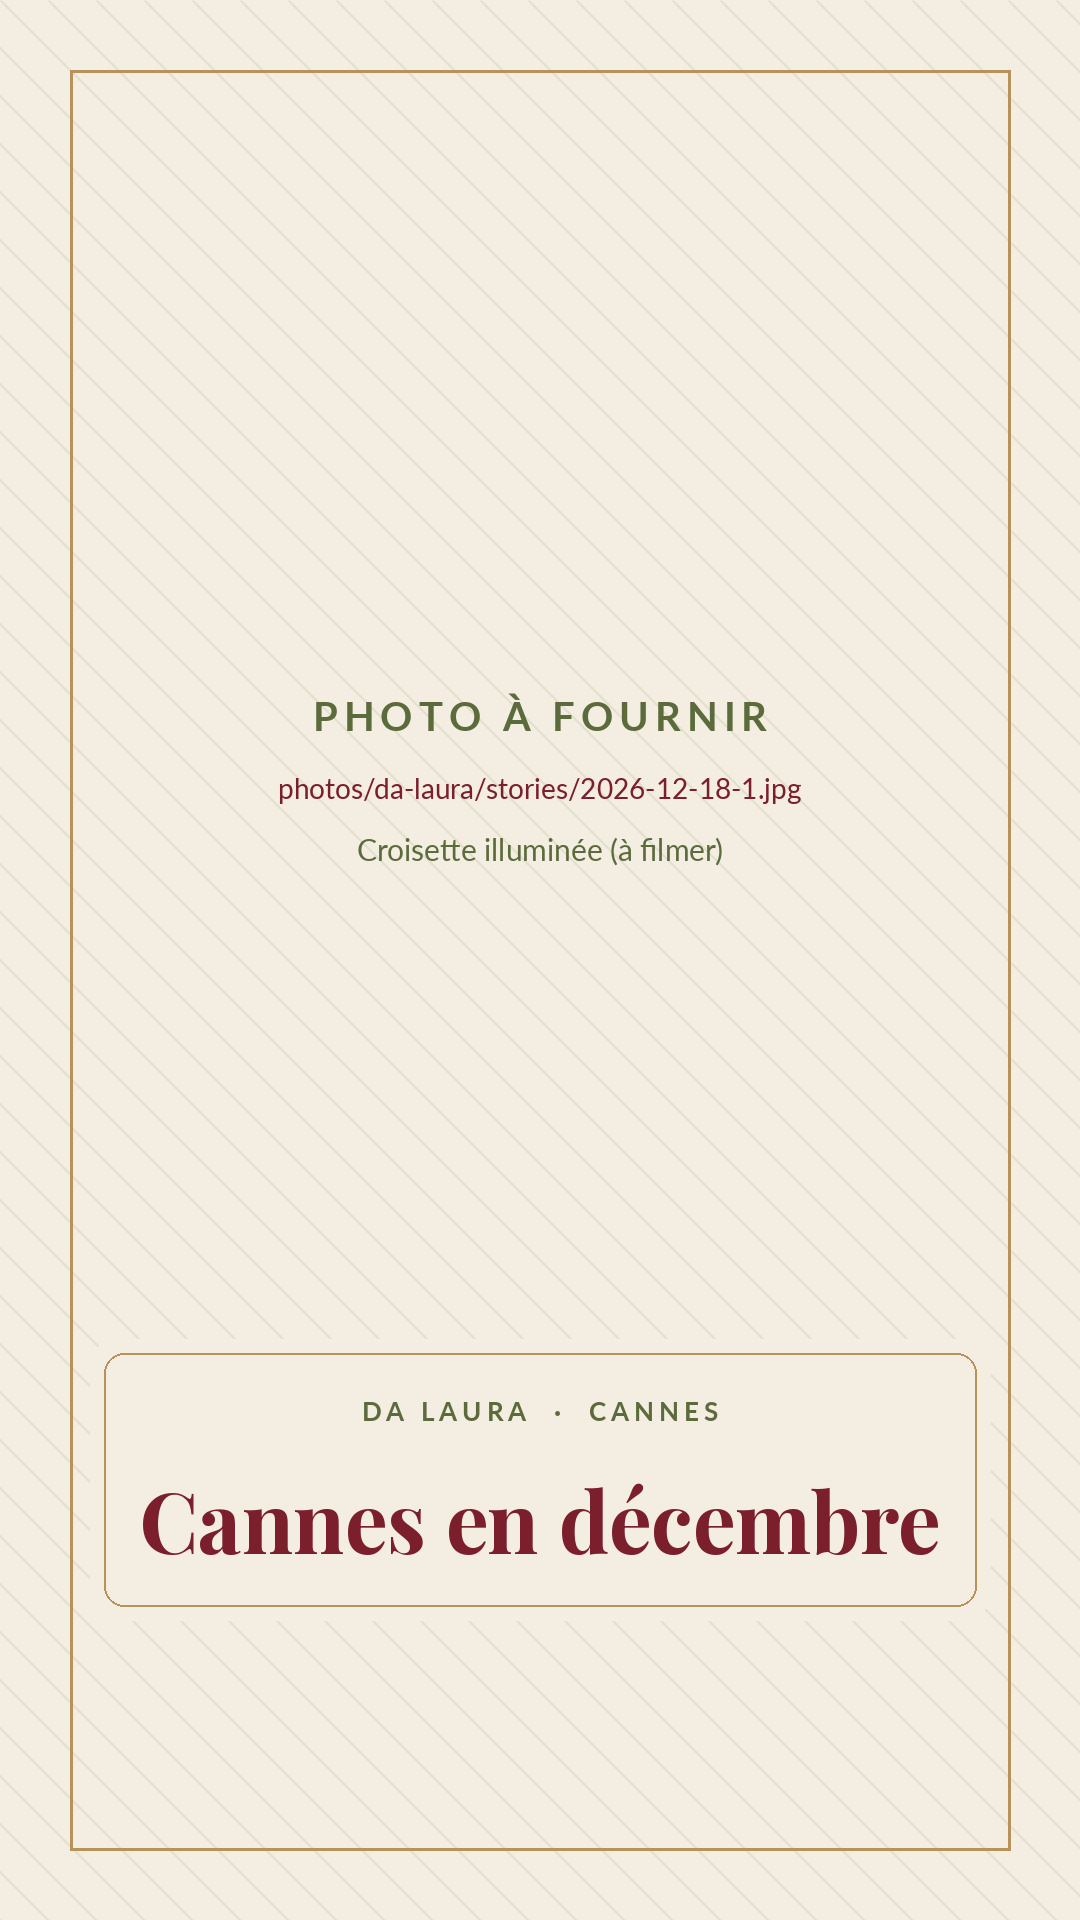 PHOTO À FOURNIR
photos/da-laura/stories/2026-12-18-1.jpg
Croisette illuminée (à filmer)
DA LAURA · CANNES
Cannes en décembre